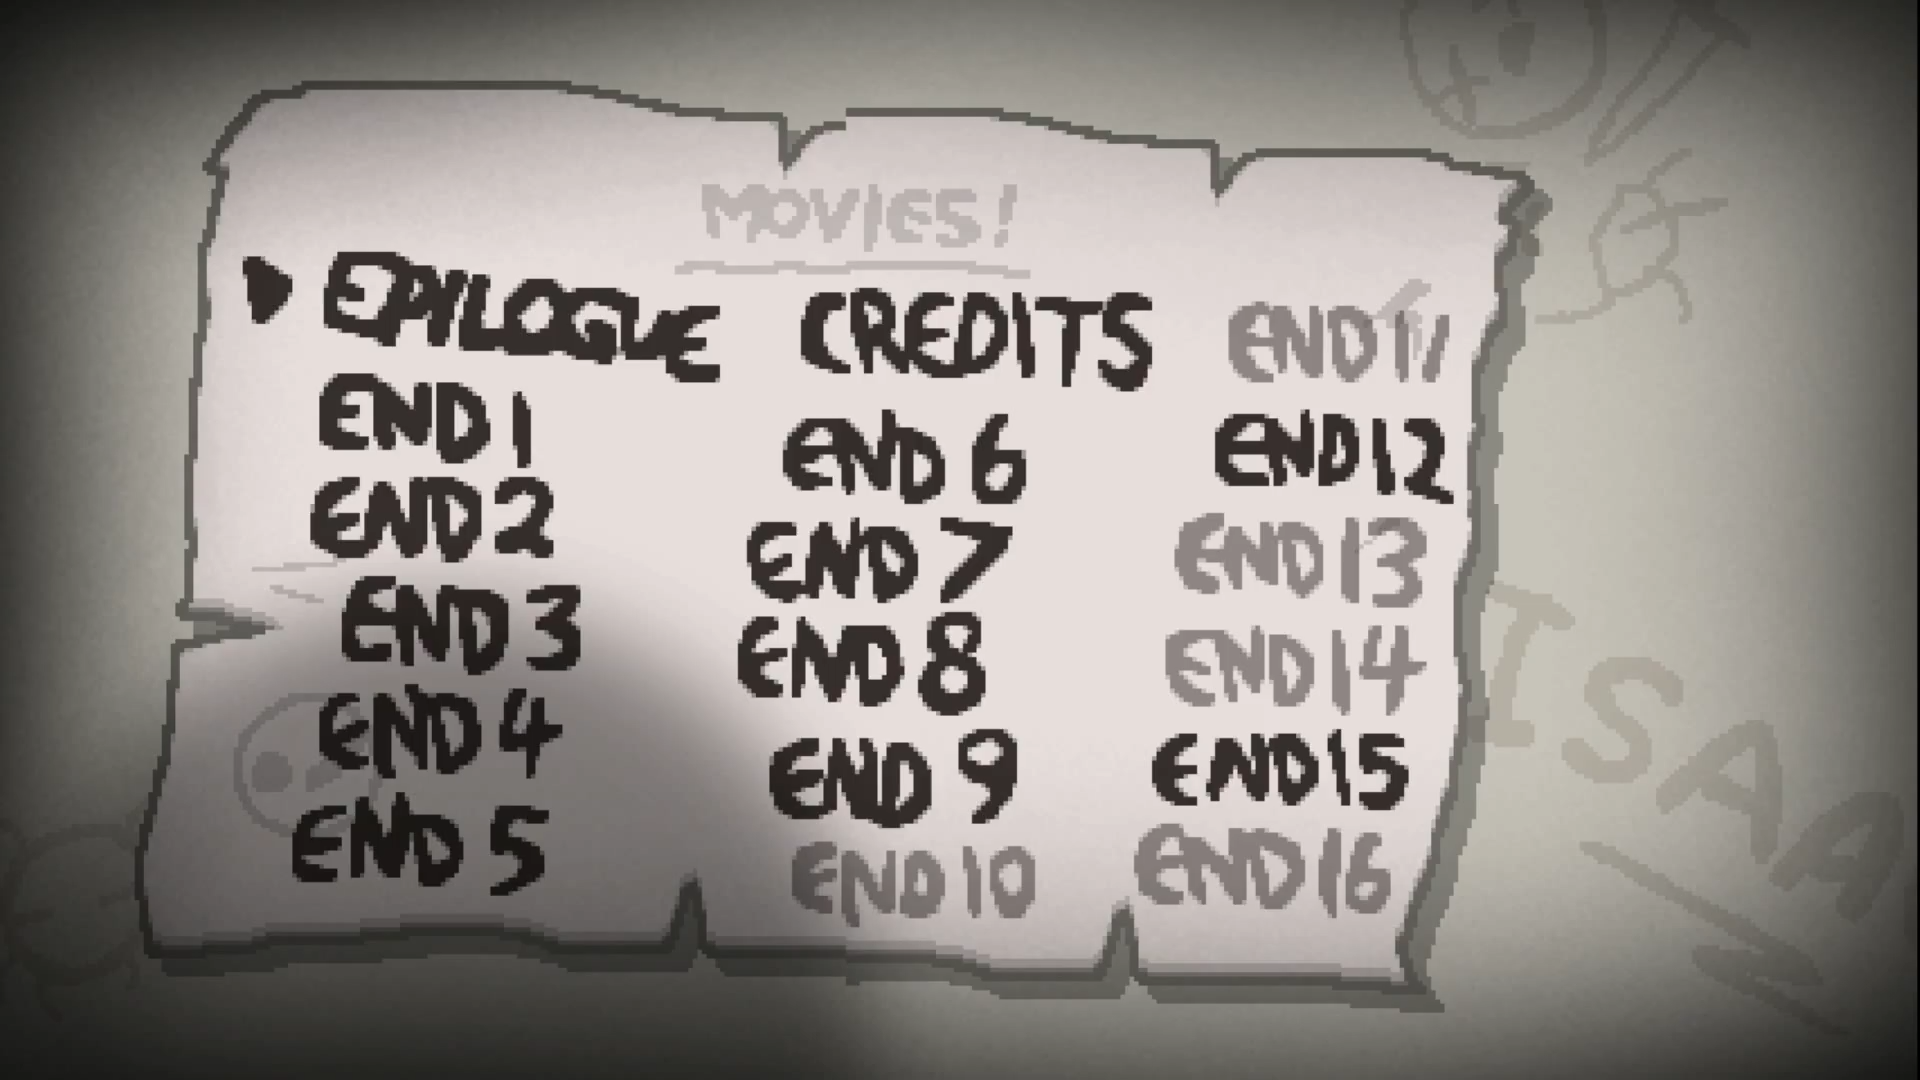 MOVIES!
EPILOGUE
END 1
END 2
END 3
END 4
END 5
CREDITS
END 6
END 7
END 8
END 9
END 10
END 11
END 12
END 13
END 14
END 15
END 16
ISAA